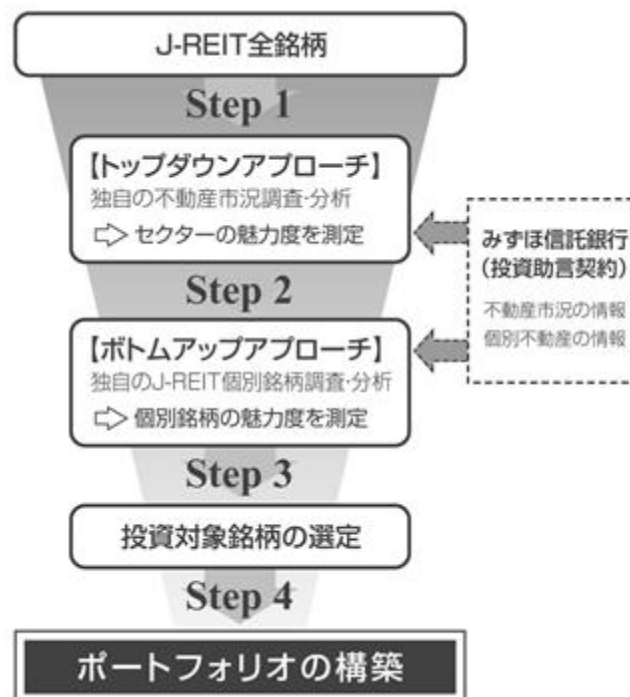 J-REIT全銘柄
Step 1
【トップダウンアプローチ】
独自の不動産市況調査·分析
⇨ セクターの魅力度を測定
みずほ信託銀行
(投資助言契約)
不動産市況の情報
個別不動産の情報
Step 2
【ボトムアップアプローチ】
独自のJ-REIT個別銘柄調査·分析
⇨ 個別銘柄の魅力度を測定
Step 3
投資対象銘柄の選定
Step 4
ポートフォリオの構築